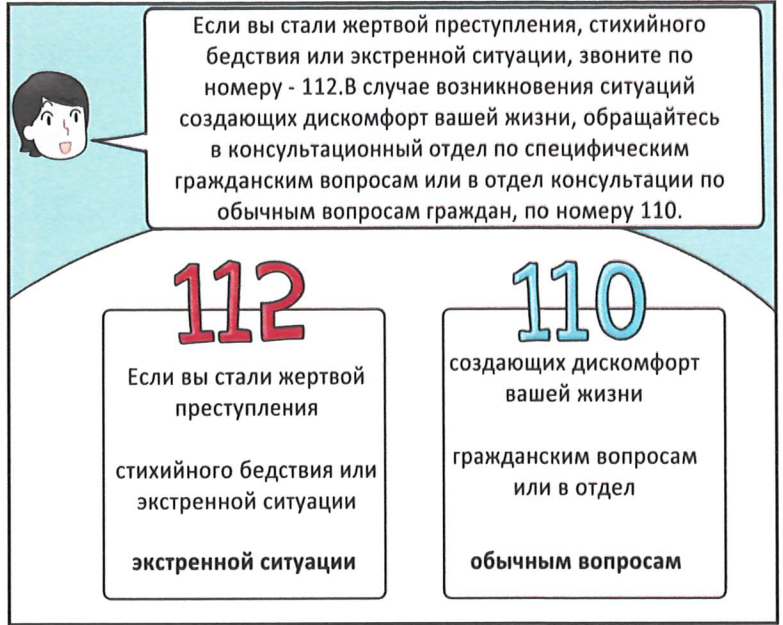 Если вы стали жертвой преступления, стихийного
бедствия или экстренной ситуации, звоните по
номеру - 112.В случае возникновения ситуаций
создающих дискомфорт вашей жизни, обращайтесь
в консультационный отдел по специфическим
гражданским вопросам или в отдел консультации по
обычным вопросам граждан, по номеру 110.
112
Если вы стали жертвой
преступления
стихийного бедствия или
экстренной ситуации
экстренной ситуации
110
создающих дискомфорт
вашей жизни
гражданским вопросам
или в отдел
обычным вопросам